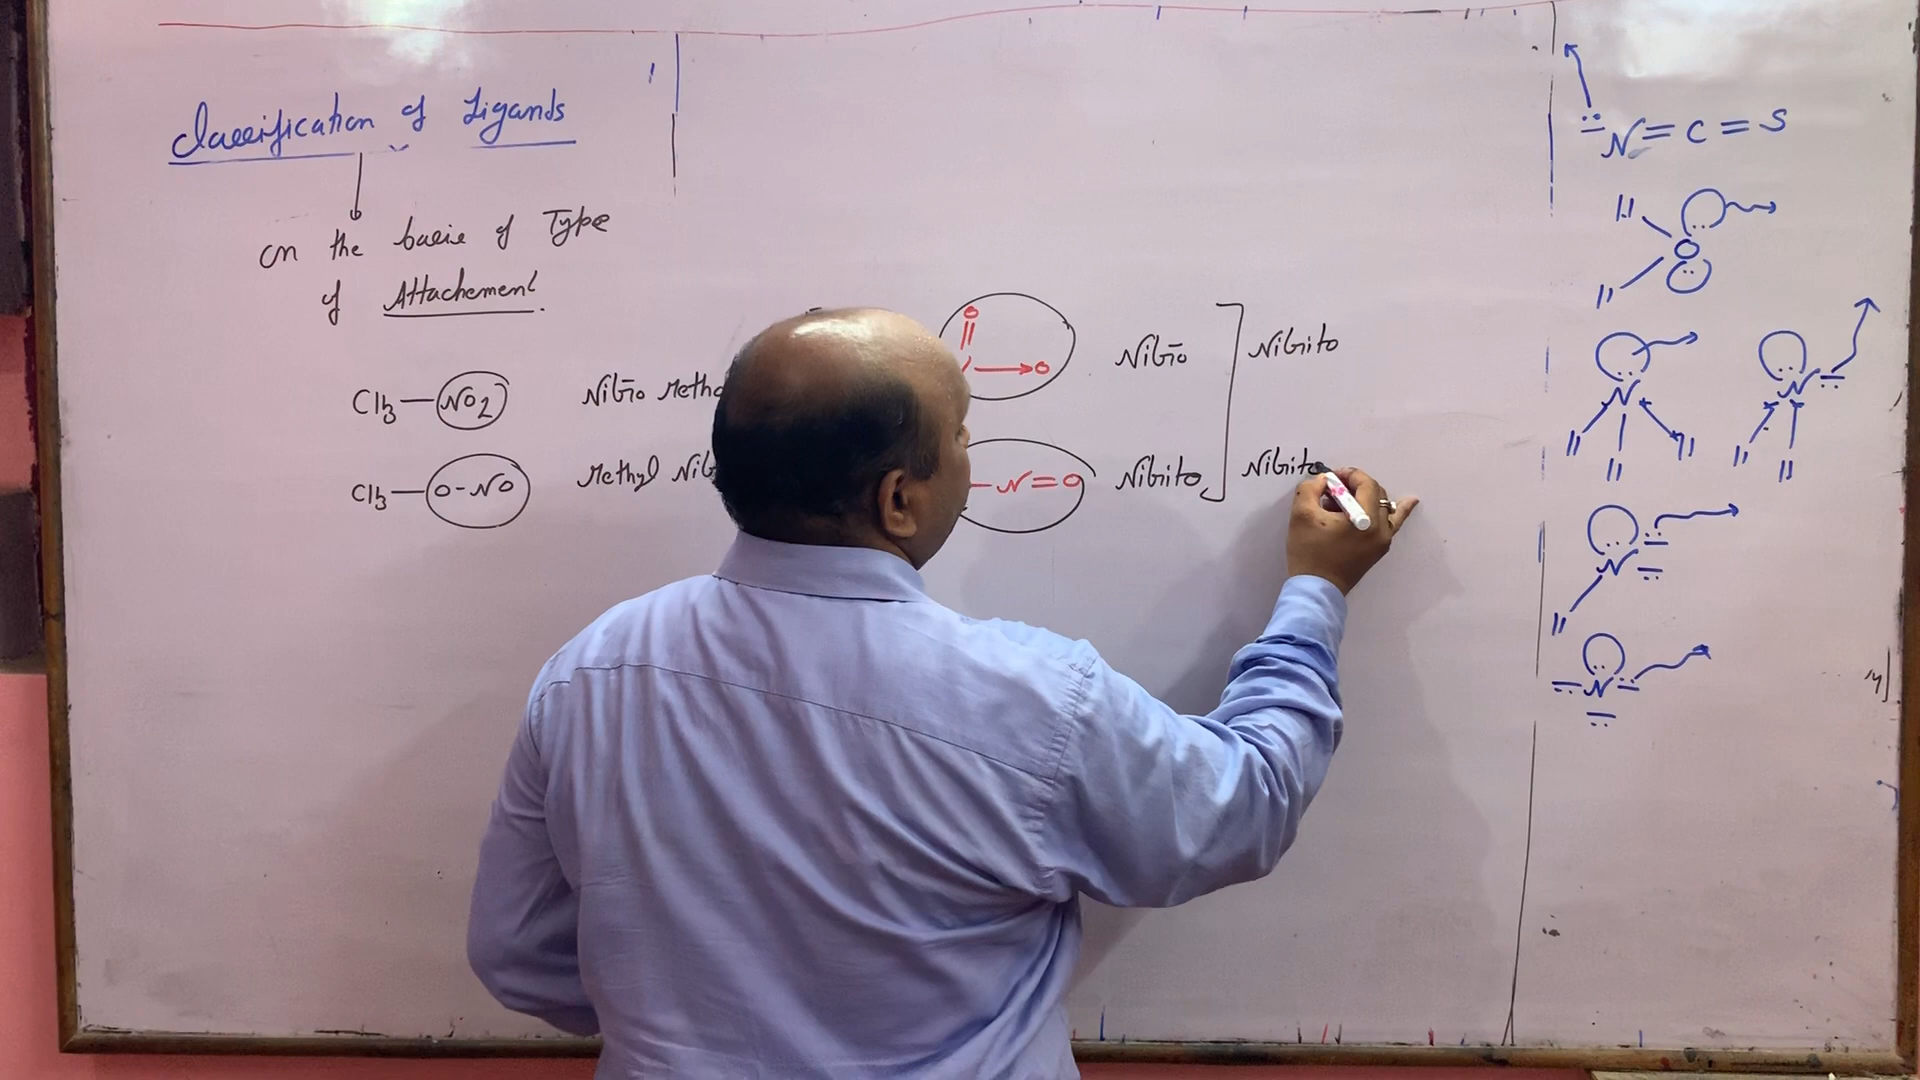 Classification of Ligands
on the basis of Type
of Attachement.
CH3—NO2 Nitro Metha
O
||
→O Nitro Nitrito
CH3—O-NO Methyl Nit
—N=O Nitrito Nitrito
N=C=S
H
O
H
N N
H H H H H
N
H
N